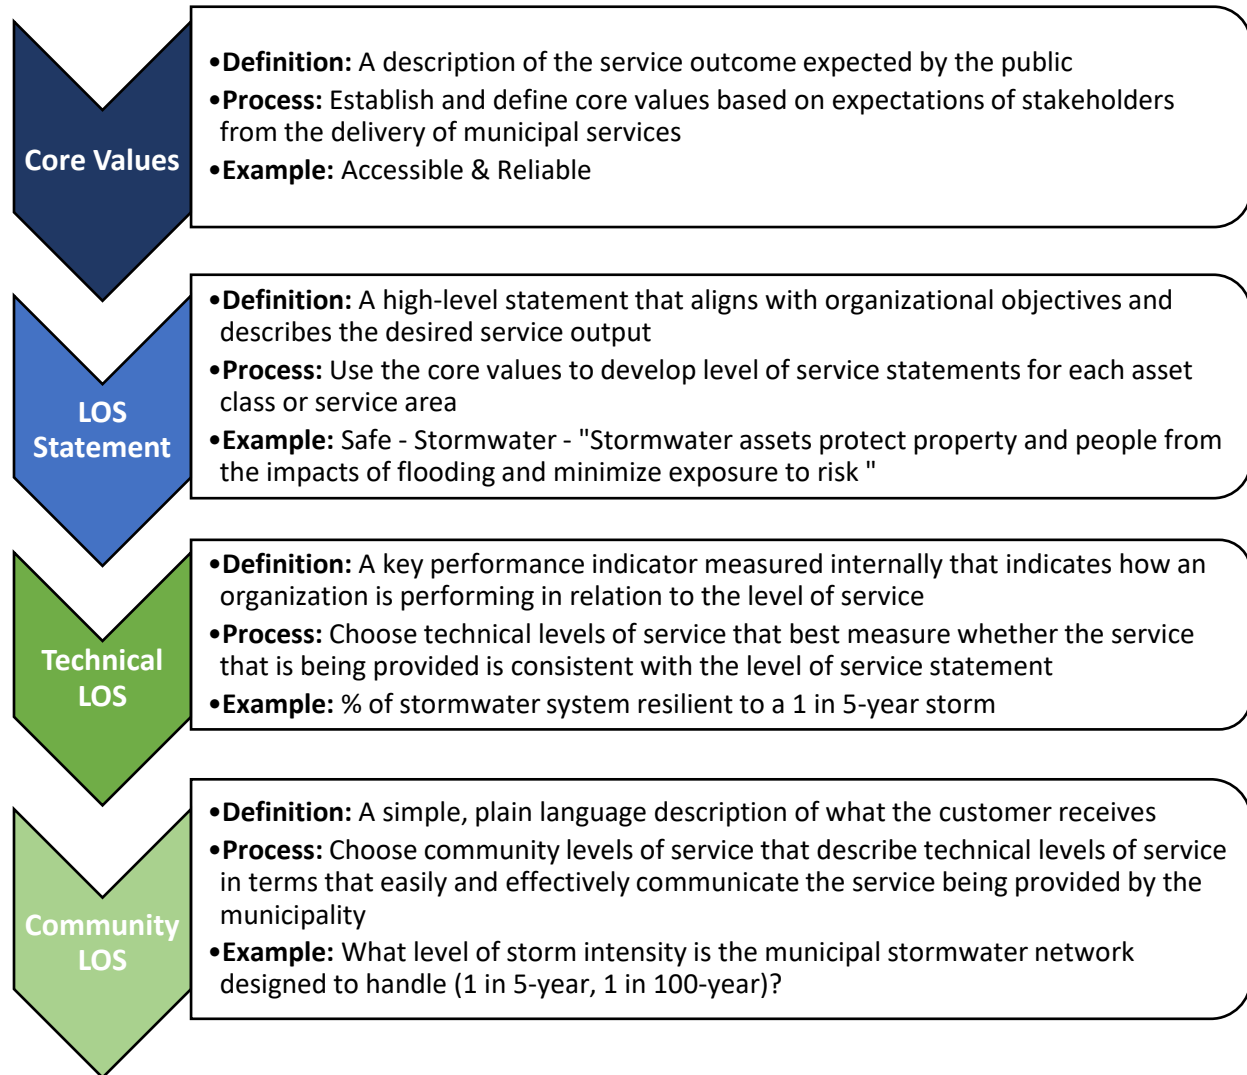 Core Values
•Definition: A description of the service outcome expected by the public
•Process: Establish and define core values based on expectations of stakeholders
from the delivery of municipal services
•Example: Accessible & Reliable
LOS
Statement
•Definition: A high-level statement that aligns with organizational objectives and
describes the desired service output
•Process: Use the core values to develop level of service statements for each asset
class or service area
•Example: Safe - Stormwater - "Stormwater assets protect property and people from
the impacts of flooding and minimize exposure to risk "
Technical
LOS
•Definition: A key performance indicator measured internally that indicates how an
organization is performing in relation to the level of service
•Process: Choose technical levels of service that best measure whether the service
that is being provided is consistent with the level of service statement
•Example: % of stormwater system resilient to a 1 in 5-year storm
Community
LOS
•Definition: A simple, plain language description of what the customer receives
•Process: Choose community levels of service that describe technical levels of service
in terms that easily and effectively communicate the service being provided by the
municipality
•Example: What level of storm intensity is the municipal stormwater network
designed to handle (1 in 5-year, 1 in 100-year)?